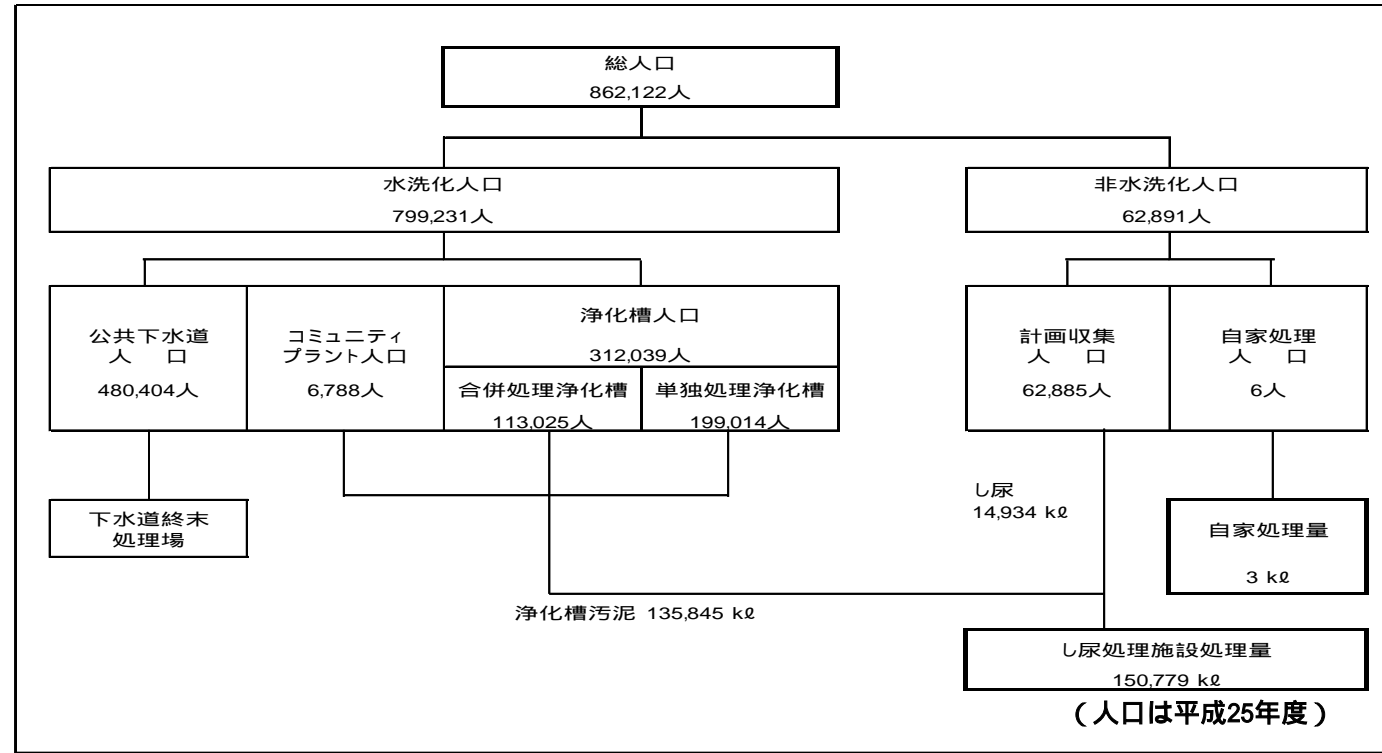 総人口
862,122人
水洗化人口
799,231人
非水洗化人口
62,891人
公共下水道
人　口
480,404人
コミュニティ
プラント人口
6,788人
浄化槽人口
312,039人
合併処理浄化槽
113,025人
単独処理浄化槽
199,014人
計画収集
人　口
62,885人
自家処理
人　口
6人
下水道終末
処理場
し尿
14,934 kℓ
自家処理量
3 kℓ
浄化槽汚泥 135,845 kℓ
し尿処理施設処理量
150,779 kℓ
（人口は平成25年度）